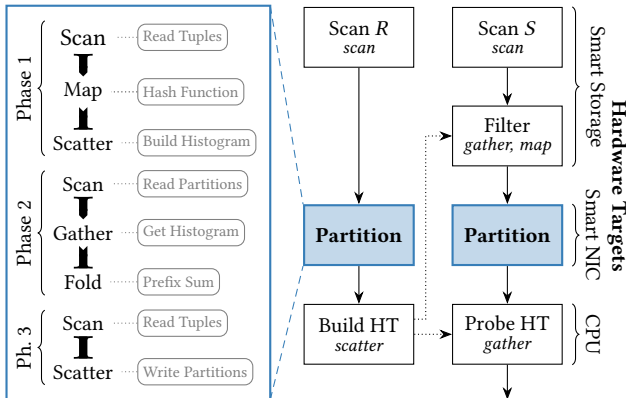 Phase 1
Scan
Read Tuples
Map
Hash Function
Scatter
Build Histogram
Phase 2
Scan
Read Partitions
Gather
Get Histogram
Fold
Prefix Sum
Ph.3
Scan
Read Tuples
Scatter
Write Partitions
Scan R
scan
Partition
Build HT
scatter
Scan S
scan
Filter
gather, map
Partition
Probe HT
gather
Smart Storage
Smart NIC
CPU
Hardware Targets